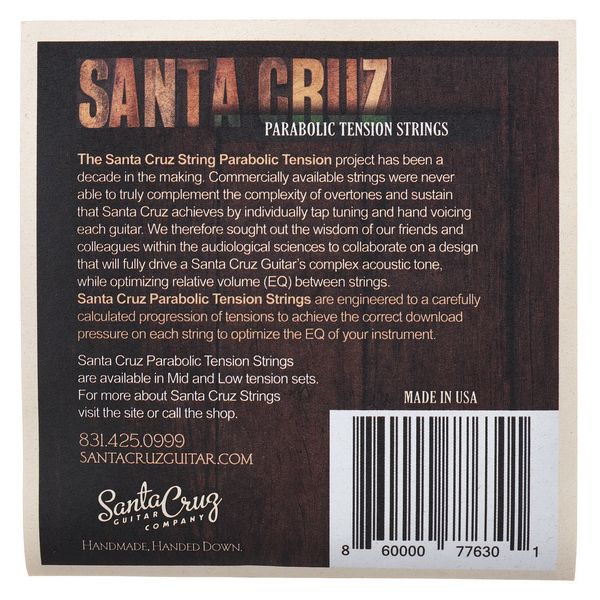 SANTA CRUZ
PARABOLIC TENSION STRINGS
The Santa Cruz String Parabolic Tension project has been a
decade in the making. Commercially available strings were never
able to truly complement the complexity of overtones and sustain
that Santa Cruz achieves by individually tap tuning and hand voicing
each guitar. We therefore sought out the wisdom of our friends and
colleagues within the audiological sciences to collaborate on a design
that will fully drive a Santa Cruz Guitar's complex acoustic tone,
while optimizing relative volume (EQ) between strings.
Santa Cruz Parabolic Tension Strings are engineered to a carefully
calculated progression of tensions to achieve the correct download
pressure on each string to optimize the EQ of your instrument.
Santa Cruz Parabolic Tension Strings
are available in Mid and Low tension sets.
For more about Santa Cruz Strings
visit the site or call the shop.
831.425.0999
SANTACRUZGUITAR.COM
MADE IN USA
Santa Cruz
GUITAR
COMPANY
HANDMADE, HANDED DOWN.
8 60000 77630 1